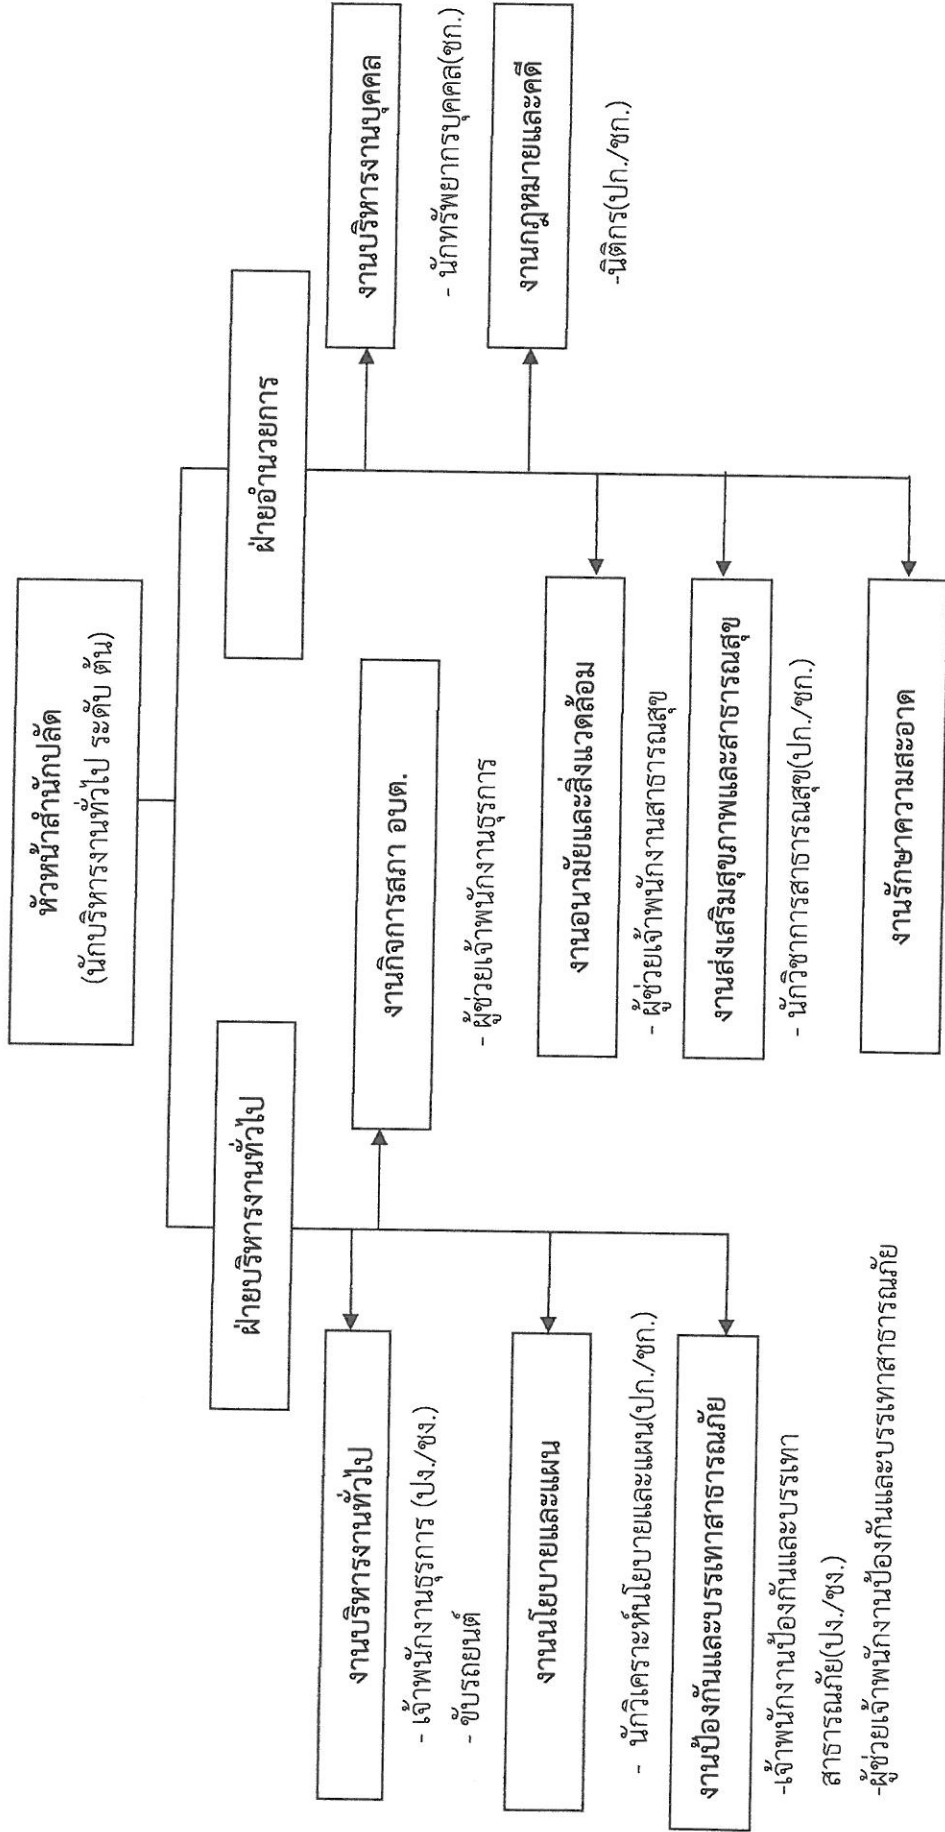 หัวหน้าสำนักปลัด
(นักบริหารงานทั่วไป ระดับ ต้น)
ฝ่ายบริหารงานทั่วไป
ฝ่ายอำนวยการ
งานบริหารงานทั่วไป
- เจ้าพนักงานธุรการ (ปง./ชง.)
- ขับรถยนต์
งานนโยบายและแผน
- นักวิเคราะห์นโยบายและแผน(ปก./ชก.)
งานป้องกันและบรรเทาสาธารณภัย
-เจ้าพนักงานป้องกันและบรรเทา
สาธารณภัย(ปง./ชง.)
-ผู้ช่วยเจ้าพนักงานป้องกันและบรรเทาสาธารณภัย
งานกิจการสภา อบต.
- ผู้ช่วยเจ้าพนักงานธุรการ
งานบริหารงานบุคคล
- นักทรัพยากรบุคคล(ชก.)
งานกฎหมายและคดี
-นิติกร(ปก./ชก.)
งานอนามัยและสิ่งแวดล้อม
- ผู้ช่วยเจ้าพนักงานสาธารณสุข
งานส่งเสริมสุขภาพและสาธารณสุข
- นักวิชาการสาธารณสุข(ปก./ชก.)
งานรักษาความสะอาด